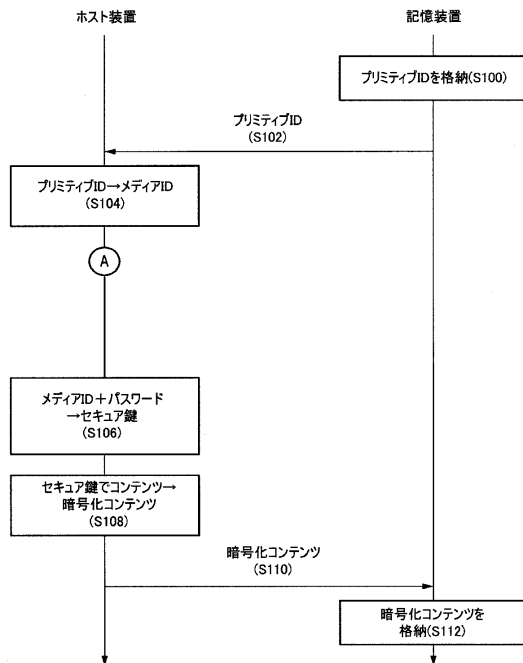 ホスト装置
記憶装置
プリミティブIDを格納(S100)
プリミティブID
(S102)
プリミティブID→メディアID
(S104)
A
メディアID+パスワード
→セキュア鍵
(S106)
セキュア鍵でコンテンツ→
暗号化コンテンツ
(S108)
暗号化コンテンツ
(S110)
暗号化コンテンツを
格納(S112)